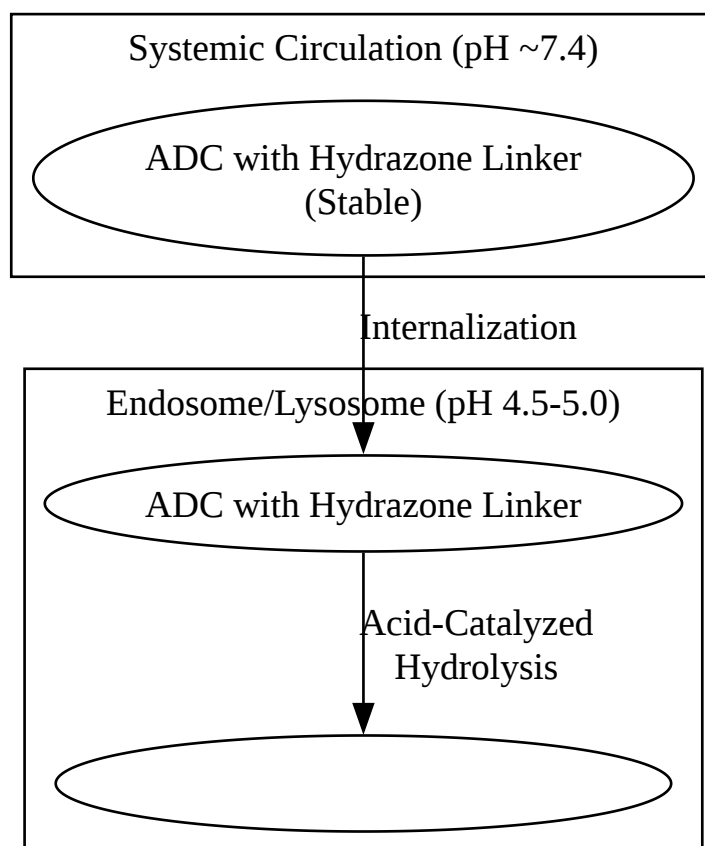 Systemic Circulation (pH ~7.4)
ADC with Hydrazone Linker
(Stable)
Internalization
Endosome/Lysosome (pH 4.5-5.0)
ADC with Hydrazone Linker
Acid-Catalyzed
Hydrolysis